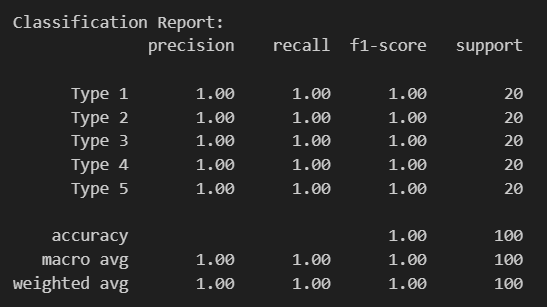 Classification Report:
precision recall f1-score support
Type 1 1.00 1.00 1.00 20
Type 2 1.00 1.00 1.00 20
Type 3 1.00 1.00 1.00 20
Type 4 1.00 1.00 1.00 20
Type 5 1.00 1.00 1.00 20
accuracy 1.00 100
macro avg 1.00 1.00 1.00 100
weighted avg 1.00 1.00 1.00 100